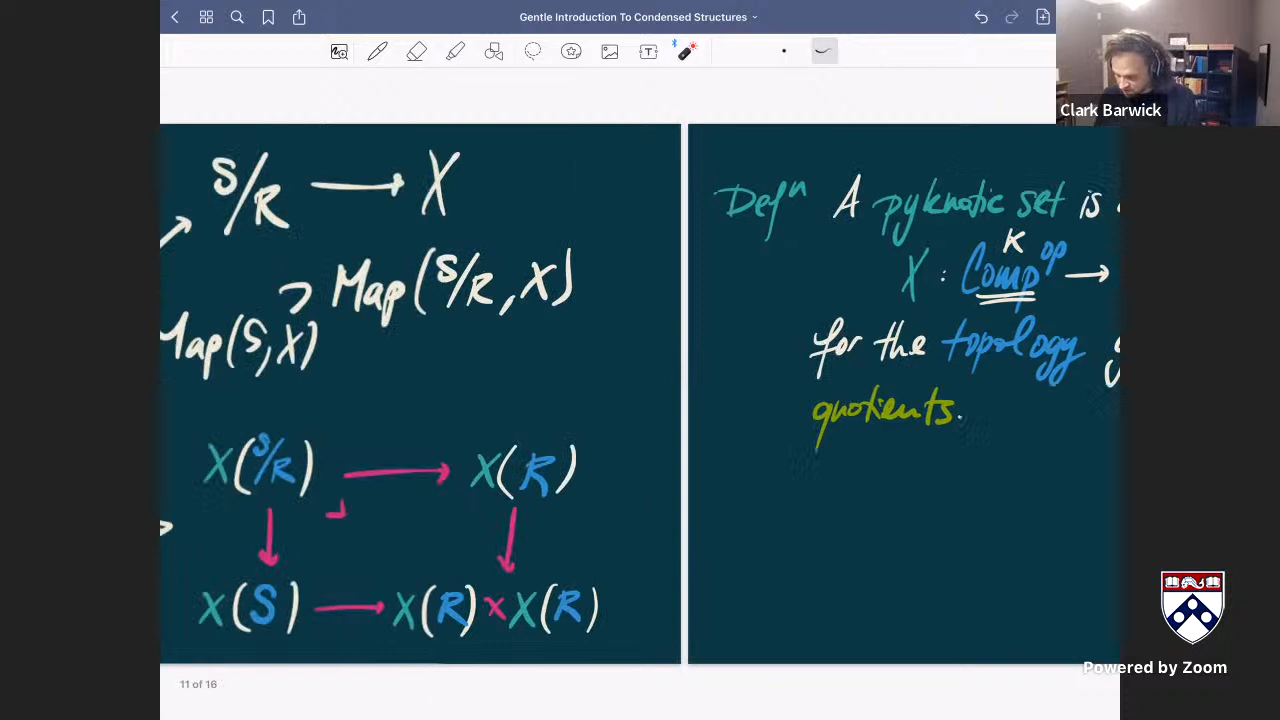 Gentle Introduction To Condensed Structures
Clark Barwick
S/R → X
Map(S/R, X)
Map(S, X)
X(S/R) → X(R)
X(S) → X(R) × X(R)
Defⁿ A pyknotic set is
K
X : Comp^op →
for the topology
quotients.
11 of 16
Powered by Zoom